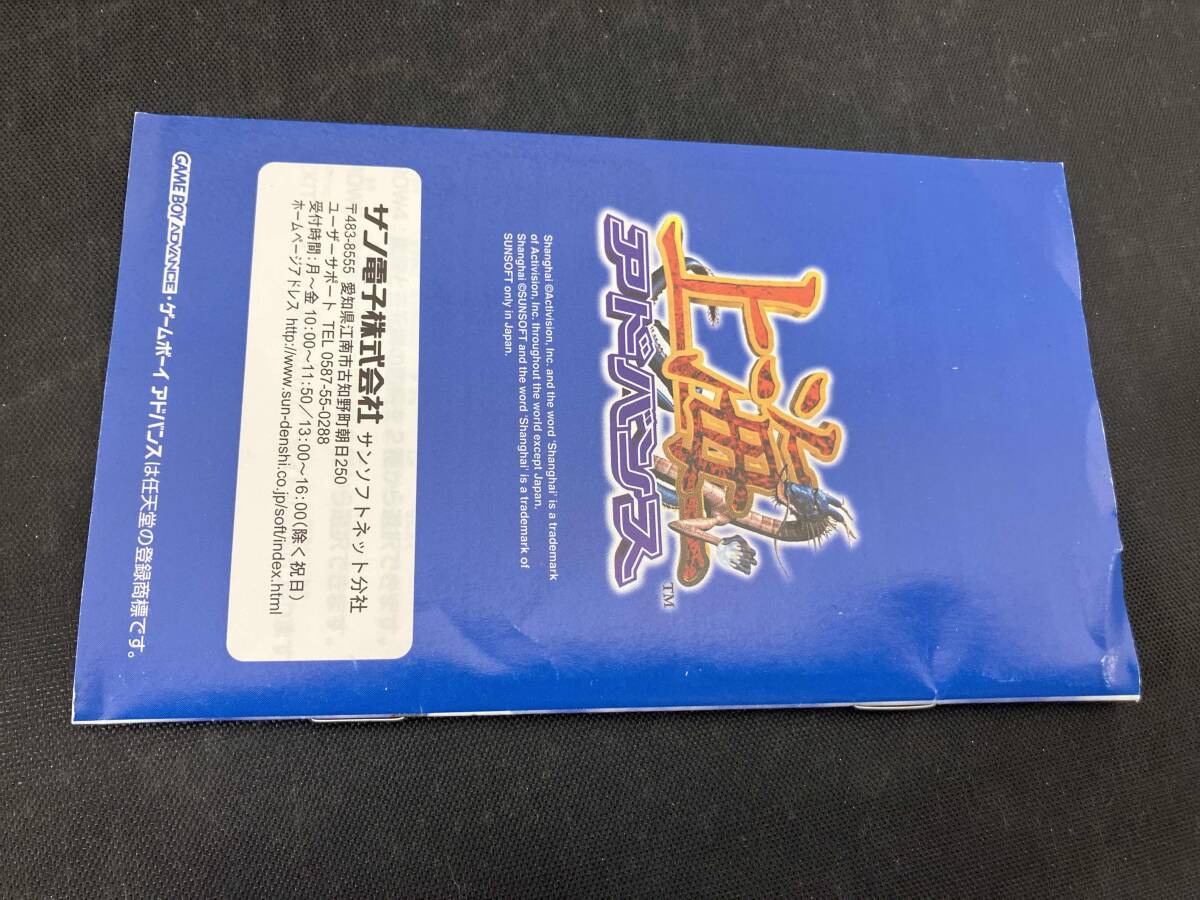 上海
アドバンス
TM
Shanghai ©Activision, Inc. and the word 'Shanghai' is a trademark
of Activision, Inc. throughout the world except Japan.
Shanghai ©SUNSOFT and the word 'Shanghai' is a trademark of
SUNSOFT only in Japan.
サン電子株式会社 サンソフトネット分社
〒483-8555 愛知県江南市古知野町朝日250
ユーザーサポート TEL 0587-55-0288
受付時間:月〜金 10:00〜11:50/13:00〜16:00(除く祝日)
ホームページアドレス http://www.sun-denshi.co.jp/soft/index.html
GAME BOY ADVANCE・ゲームボーイ アドバンスは任天堂の登録商標です。